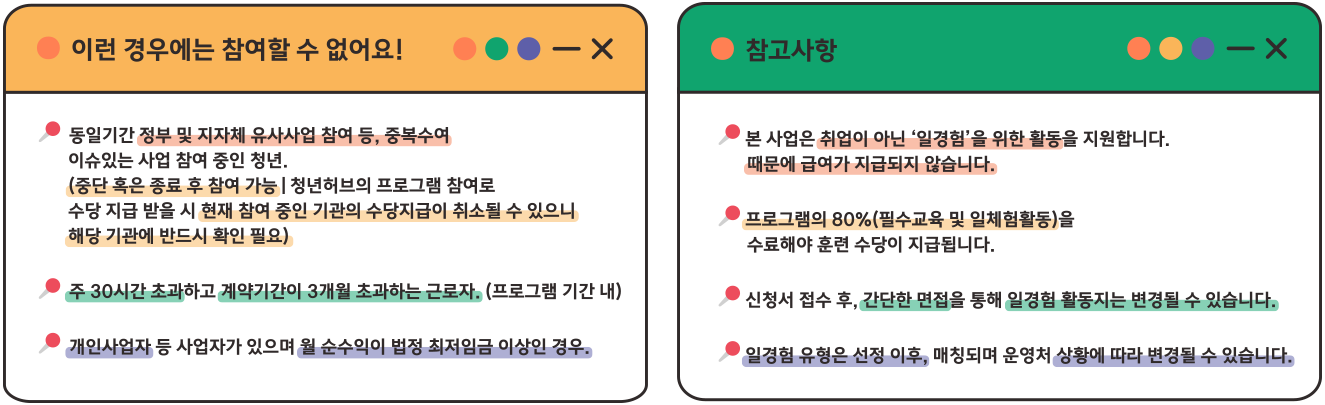 이런 경우에는 참여할 수 없어요!
동일기간 정부 및 지자체 유사사업 참여 등, 중복수여
이슈있는 사업 참여 중인 청년.
(중단 혹은 종료 후 참여 가능 | 청년허브의 프로그램 참여로
수당 지급 받을 시 현재 참여 중인 기관의 수당지급이 취소될 수 있으니
해당 기관에 반드시 확인 필요)
주 30시간 초과하고 계약기간이 3개월 초과하는 근로자. (프로그램 기간 내)
개인사업자 등 사업자가 있으며 월 순수익이 법정 최저임금 이상인 경우.
참고사항
본 사업은 취업이 아닌 ‘일경험’을 위한 활동을 지원합니다.
때문에 급여가 지급되지 않습니다.
프로그램의 80%(필수교육 및 일체험활동)을
수료해야 훈련 수당이 지급됩니다.
신청서 접수 후, 간단한 면접을 통해 일경험 활동지는 변경될 수 있습니다.
일경험 유형은 선정 이후, 매칭되며 운영처 상황에 따라 변경될 수 있습니다.